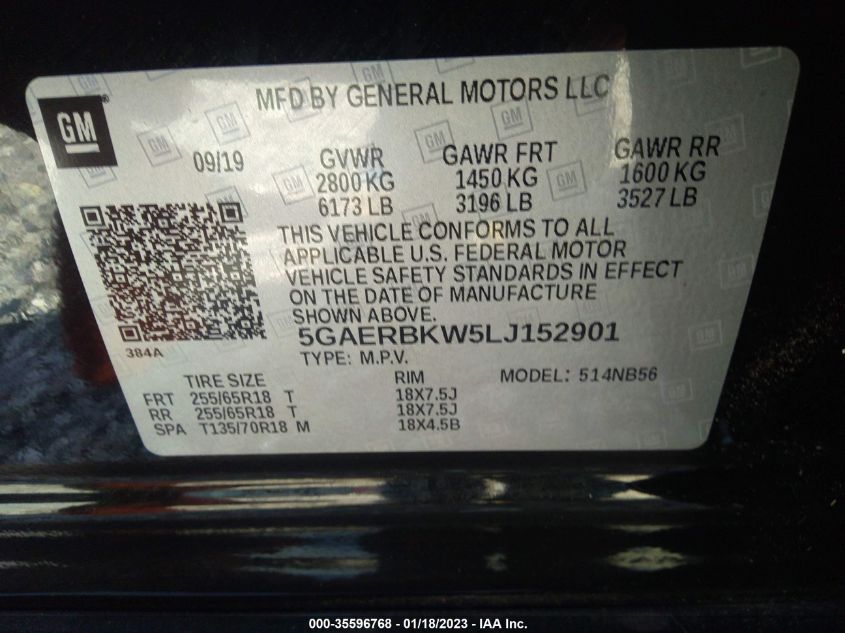 GM
MFD BY GENERAL MOTORS LLC
09/19 GVWR GAWR FRT GAWR RR
2800 KG 1450 KG 1600 KG
6173 LB 3196 LB 3527 LB
THIS VEHICLE CONFORMS TO ALL
APPLICABLE U.S. FEDERAL MOTOR
VEHICLE SAFETY STANDARDS IN EFFECT
ON THE DATE OF MANUFACTURE
SHOWN ABOVE.
384A
5GAERBKW5LJ152901
TYPE: M.P.V.
TIRE SIZE RIM MODEL: 514NB56
FRT 255/65R18 T 18X7.5J
RR 255/65R18 T 18X7.5J
SPA T135/70R18 M 18X4.5B
000-35596768 - 01/18/2023 - IAA Inc.